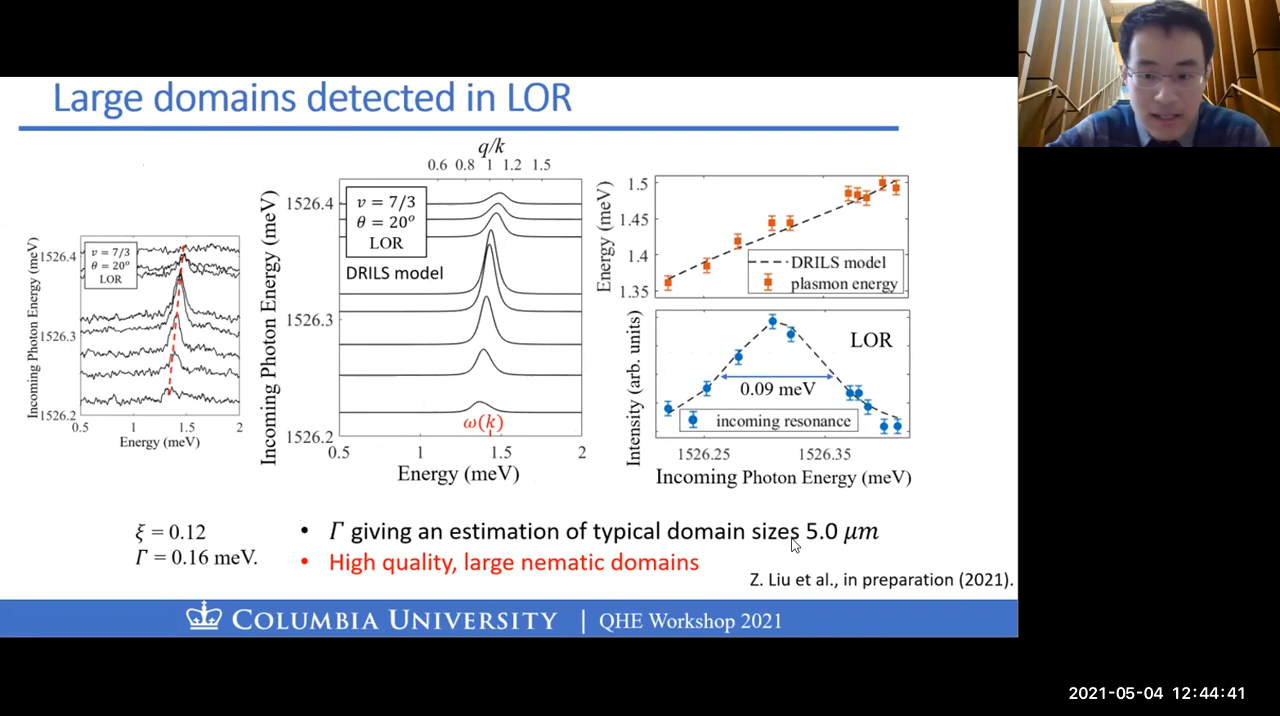 Large domains detected in LOR
1526.4
1526.3
1526.2
Incoming Photon Energy (meV)
v = 7/3
θ = 20°
LOR
0.5 1 1.5 2
Energy (meV)
q/k
0.6 0.8 1 1.2 1.5
Incoming Photon Energy (meV)
1526.4
1526.3
1526.2
v = 7/3
θ = 20°
LOR
DRILS model
ω(k)
0.5 1 1.5 2
Energy (meV)
Energy (meV)
1.5
1.45
1.4
1.35
DRILS model
plasmon energy
Intensity (arb. units)
LOR
0.09 meV
incoming resonance
1526.25 1526.35
Incoming Photon Energy (meV)
ξ = 0.12
Γ = 0.16 meV.
• Γ giving an estimation of typical domain sizes 5.0 μm
• High quality, large nematic domains
Z. Liu et al., in preparation (2021).
COLUMBIA UNIVERSITY | QHE Workshop 2021
2021-05-04 12:44:41